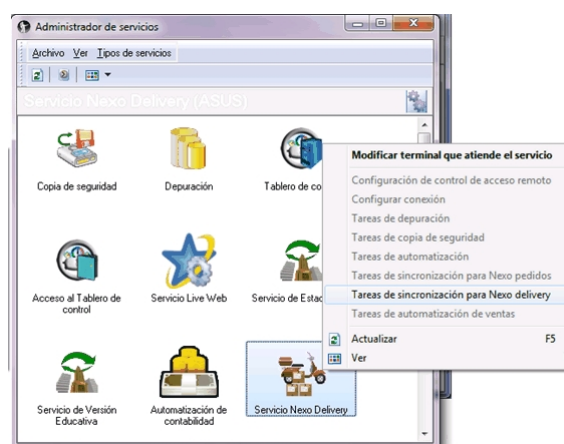 Administrador de servicios
Archivo Ver Tipos de servicios
Servicio Nexo Delivery (ASUS)
Copia de seguridad
Depuración
Tablero de co
Acceso al Tablero de
control
Servicio Live Web
Servicio de Estad
Servicio de Versión
Educativa
Automatización de
contabilidad
Servicio Nexo Delivery
Modificar terminal que atiende el servicio
Configuración de control de acceso remoto
Configurar conexión
Tareas de depuración
Tareas de copia de seguridad
Tareas de automatización
Tareas de sincronización para Nexo pedidos
Tareas de sincronización para Nexo delivery
Tareas de automatización de ventas
Actualizar F5
Ver